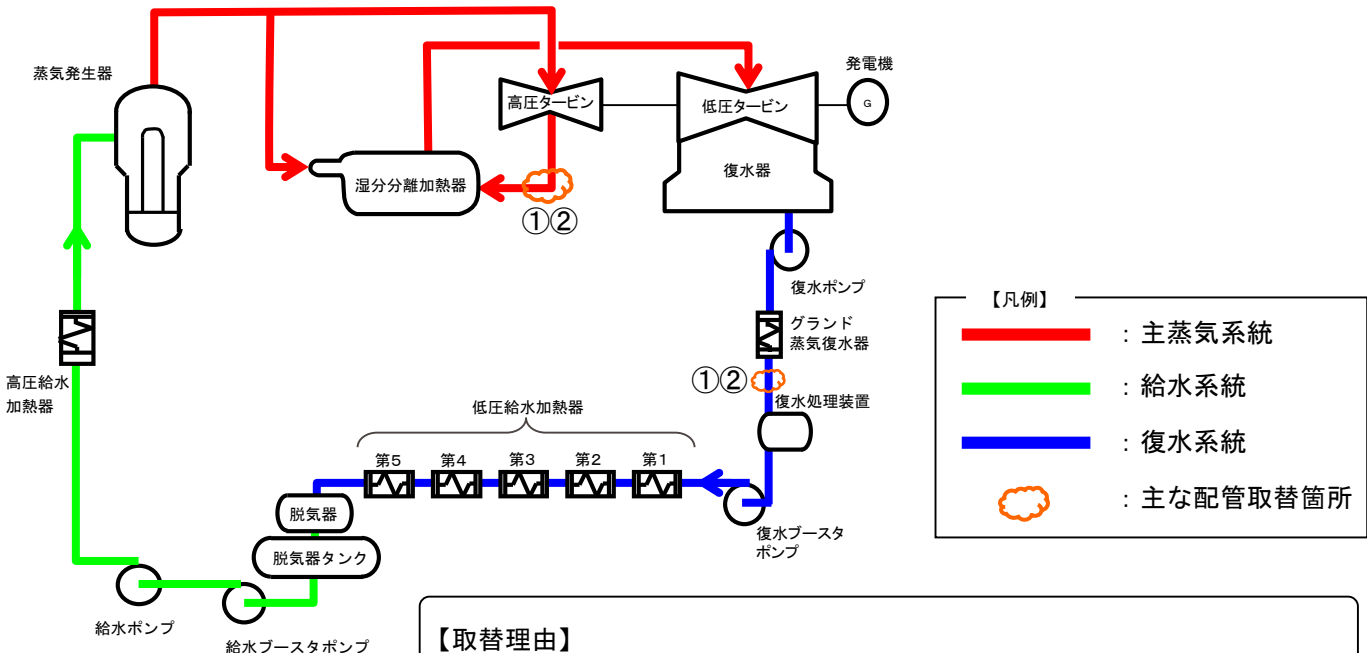 蒸気発生器
高圧タービン
低圧タービン
発電機
G
湿分分離加熱器
復水器
①②
復水ポンプ
グランド
蒸気復水器
①②
復水処理装置
高圧給水
加熱器
低圧給水加熱器
第5
第4
第3
第2
第1
脱気器
脱気器タンク
復水ブースタ
ポンプ
給水ポンプ
給水ブースタポンプ
【凡例】
：主蒸気系統
：給水系統
：復水系統
：主な配管取替箇所
【取替理由】